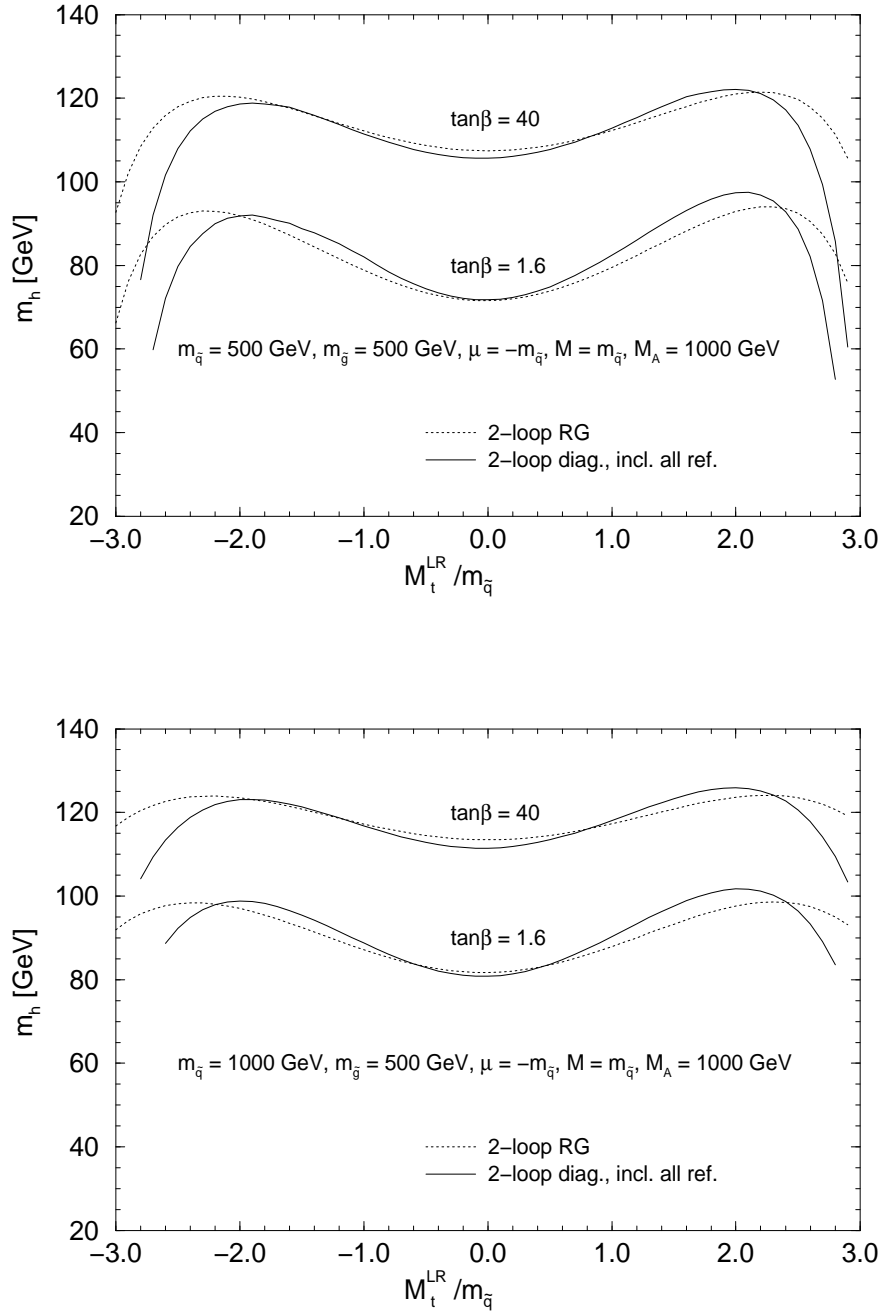 140
120
100
80
60
40
20
m_h [GeV]
tanβ = 40
tanβ = 1.6
m_q̃ = 500 GeV, m_g̃ = 500 GeV, μ = −m_q̃, M = m_q̃, M_A = 1000 GeV
2−loop RG
2−loop diag., incl. all ref.
−3.0 −2.0 −1.0 0.0 1.0 2.0 3.0
M_t^LR /m_q̃
140
120
100
80
60
40
20
m_h [GeV]
tanβ = 40
tanβ = 1.6
m_q̃ = 1000 GeV, m_g̃ = 500 GeV, μ = −m_q̃, M = m_q̃, M_A = 1000 GeV
2−loop RG
2−loop diag., incl. all ref.
−3.0 −2.0 −1.0 0.0 1.0 2.0 3.0
M_t^LR /m_q̃